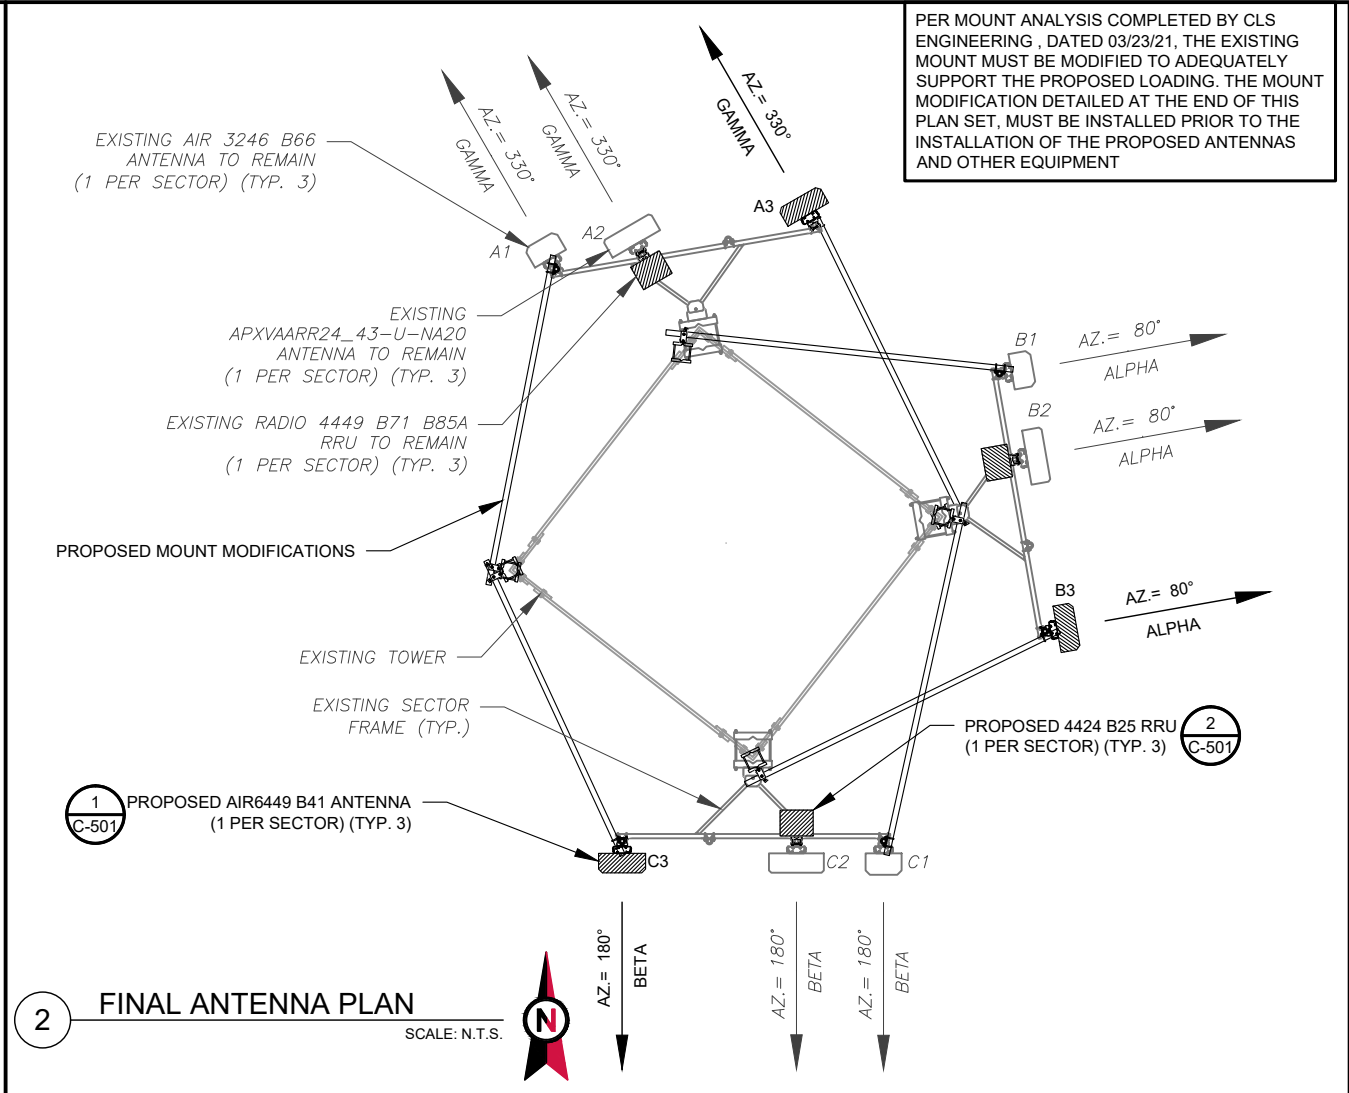 PER MOUNT ANALYSIS COMPLETED BY CLS
ENGINEERING , DATED 03/23/21, THE EXISTING
MOUNT MUST BE MODIFIED TO ADEQUATELY
SUPPORT THE PROPOSED LOADING. THE MOUNT
MODIFICATION DETAILED AT THE END OF THIS
PLAN SET, MUST BE INSTALLED PRIOR TO THE
INSTALLATION OF THE PROPOSED ANTENNAS
AND OTHER EQUIPMENT
AZ.= 330°
GAMMA
AZ.= 330°
GAMMA
AZ.= 330°
GAMMA
EXISTING AIR 3246 B66
ANTENNA TO REMAIN
(1 PER SECTOR) (TYP. 3)
A1
A2
A3
EXISTING
APXVAARR24_43-U-NA20
ANTENNA TO REMAIN
(1 PER SECTOR) (TYP. 3)
B1
AZ.= 80°
ALPHA
B2
AZ.= 80°
ALPHA
EXISTING RADIO 4449 B71 B85A
RRU TO REMAIN
(1 PER SECTOR) (TYP. 3)
PROPOSED MOUNT MODIFICATIONS
B3
AZ.= 80°
ALPHA
EXISTING TOWER
EXISTING SECTOR
FRAME (TYP.)
PROPOSED 4424 B25 RRU
(1 PER SECTOR) (TYP. 3)
2
C-501
1
C-501
PROPOSED AIR6449 B41 ANTENNA
(1 PER SECTOR) (TYP. 3)
C3
C2
C1
AZ.= 180°
BETA
AZ.= 180°
BETA
AZ.= 180°
BETA
2
FINAL ANTENNA PLAN
SCALE: N.T.S.
N